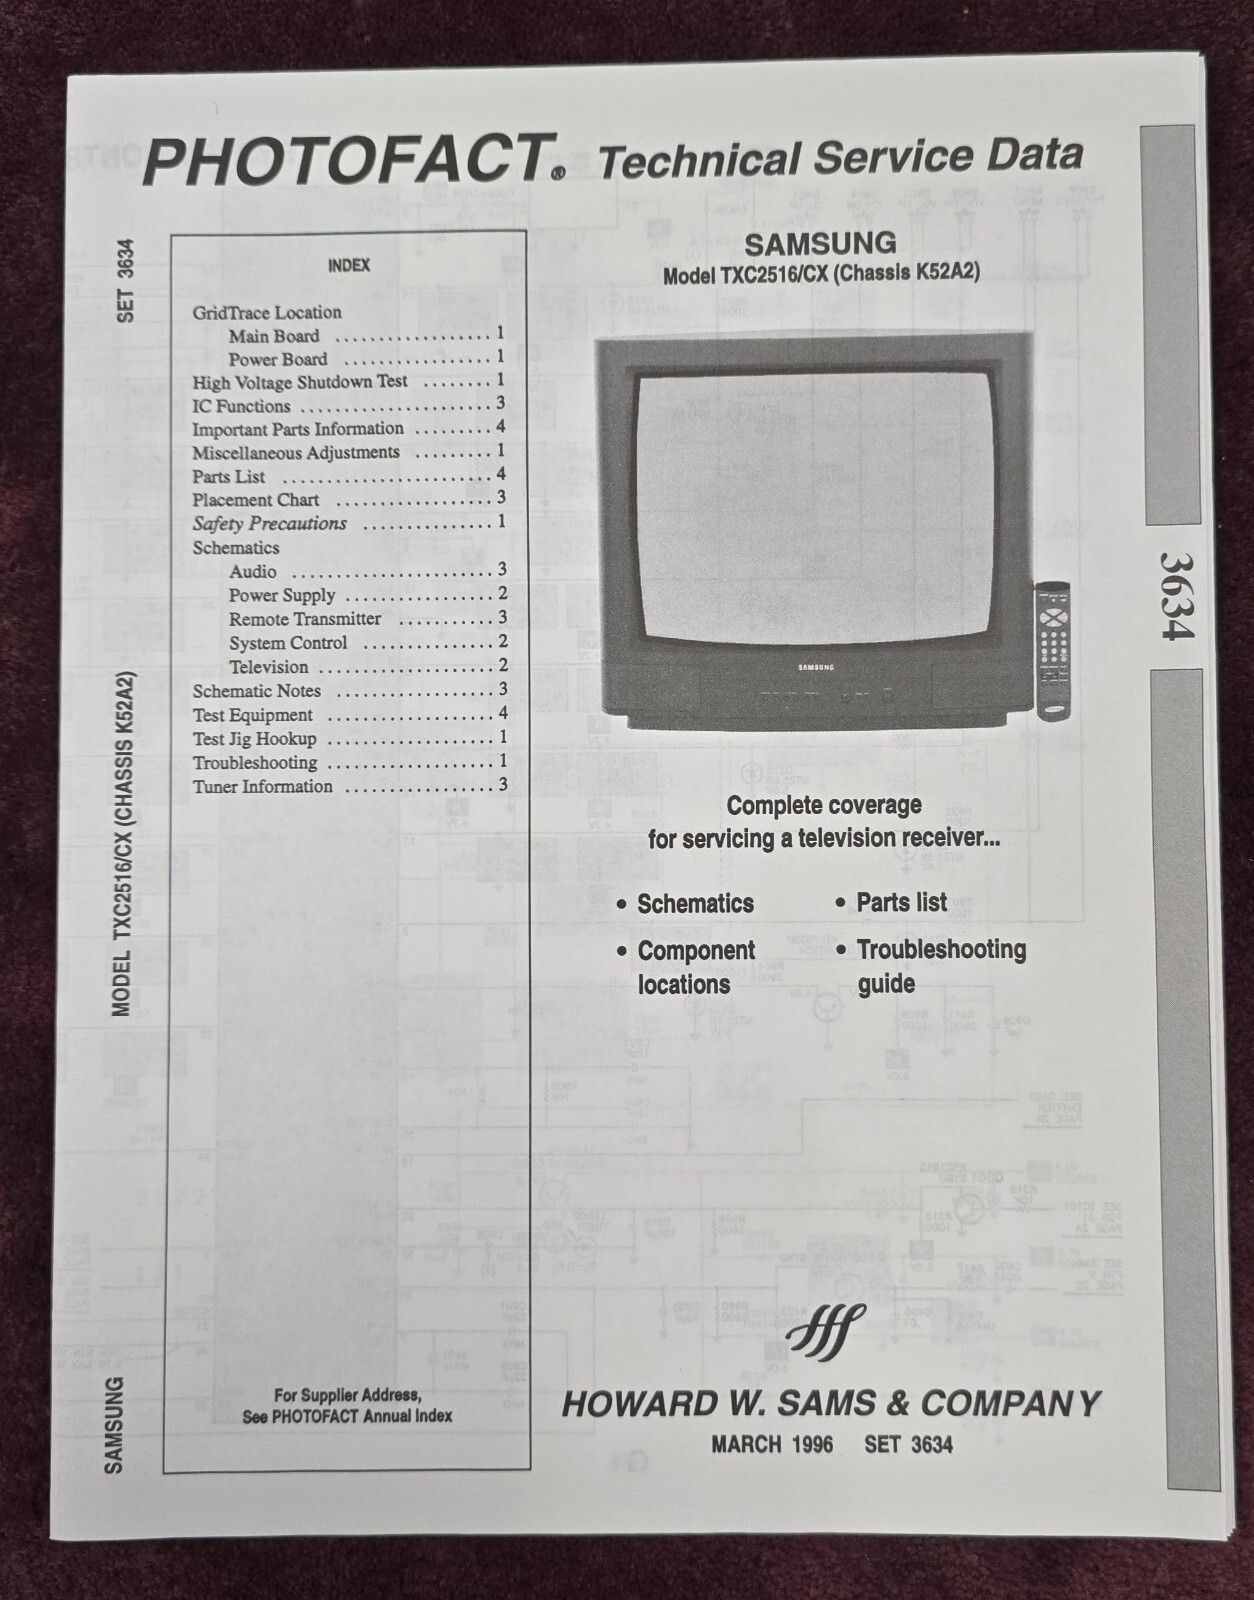 PHOTOFACT® Technical Service Data
SET 3634
MODEL TXC2516/CX (CHASSIS K52A2)
SAMSUNG
INDEX
GridTrace Location
Main Board .................. 1
Power Board ................. 1
High Voltage Shutdown Test ........ 1
IC Functions ...................... 3
Important Parts Information ......... 4
Miscellaneous Adjustments ......... 1
Parts List ........................ 4
Placement Chart .................. 3
Safety Precautions ............... 1
Schematics
Audio ....................... 3
Power Supply ................. 2
Remote Transmitter ........... 3
System Control ............... 2
Television .................... 2
Schematic Notes .................. 3
Test Equipment ................... 4
Test Jig Hookup ................... 1
Troubleshooting ................... 1
Tuner Information ................. 3
For Supplier Address,
See PHOTOFACT Annual Index
SAMSUNG
Model TXC2516/CX (Chassis K52A2)
SAMSUNG
Complete coverage
for servicing a television receiver...
• Schematics
• Component
locations
• Parts list
• Troubleshooting
guide
HOWARD W. SAMS & COMPANY
MARCH 1996 SET 3634
3634